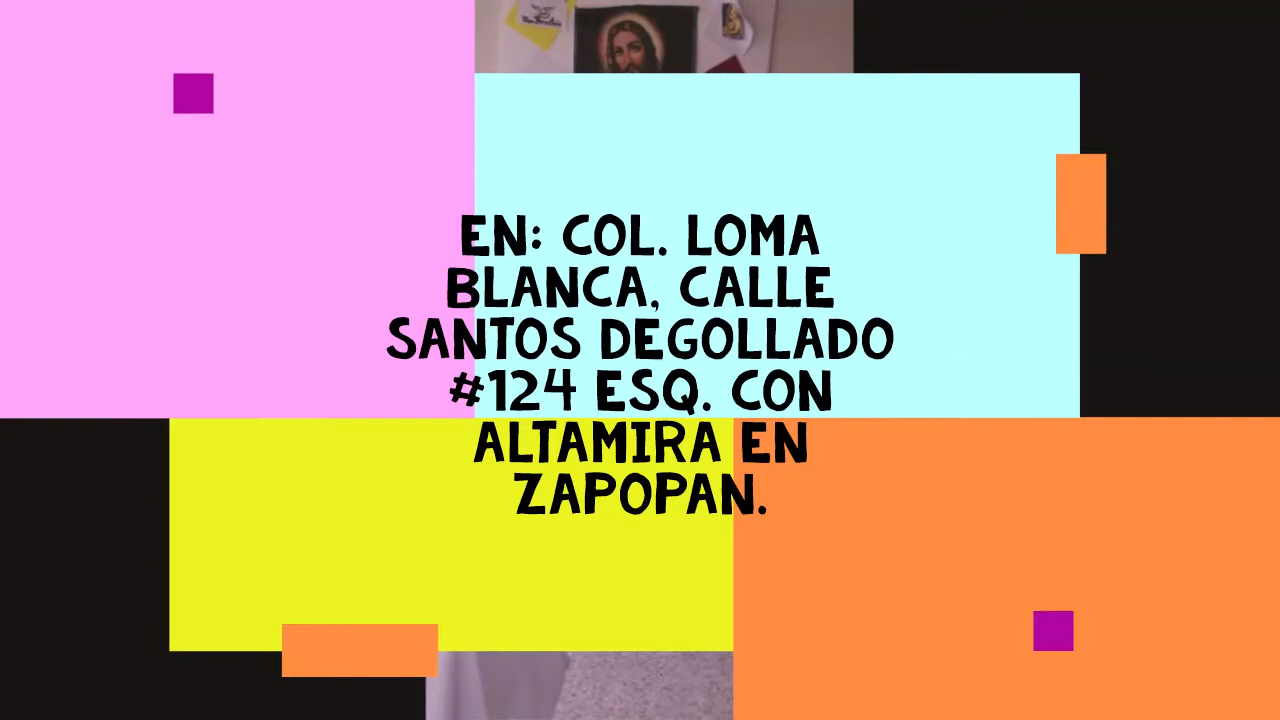 EN: COL. LOMA
BLANCA, CALLE
SANTOS DEGOLLADO
#124 ESQ. CON
ALTAMIRA EN
ZAPOPAN.